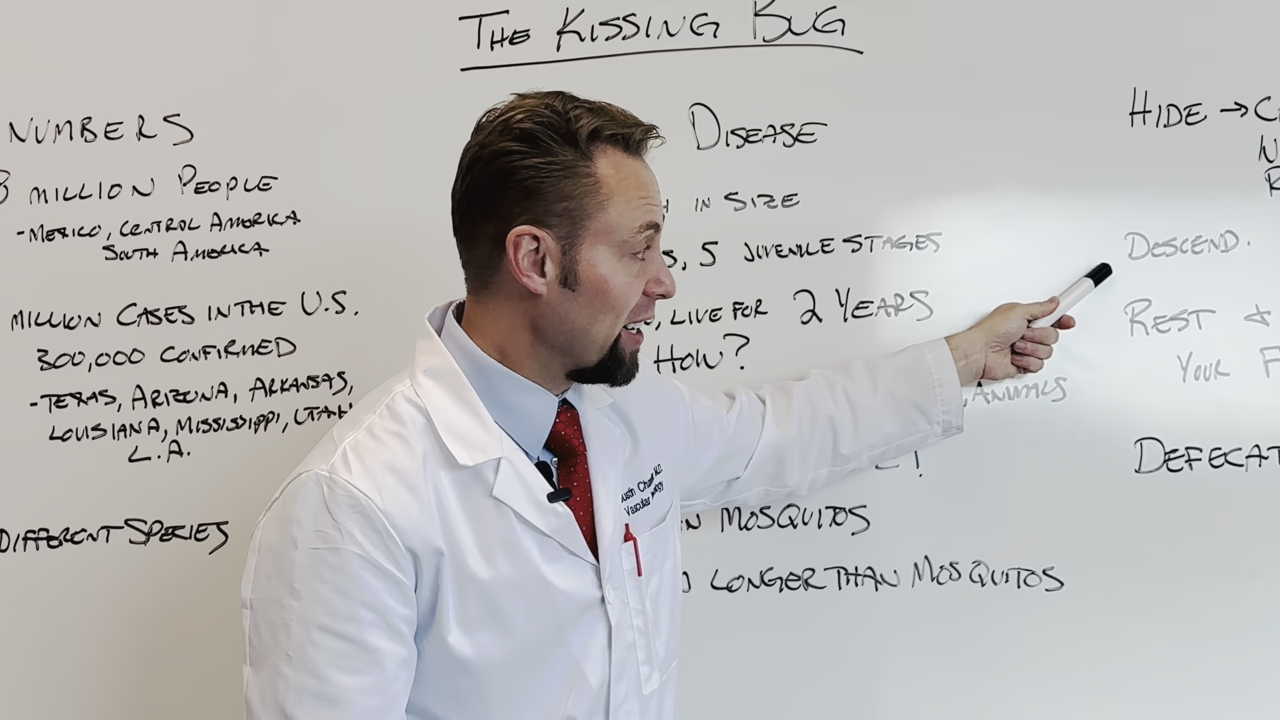 THE KISSING BUG
NUMBERS
MILLION PEOPLE
-MEXICO, CENTRAL AMERICA
SOUTH AMERICA
MILLION CASES IN THE U.S.
300,000 CONFIRMED
-TEXAS, ARIZONA, ARKANSAS,
LOUISIANA, MISSISSIPPI, UTAH
L.A.
DIFFERENT SPECIES
DISEASE
IN SIZE
5 JUVENILE STAGES
, LIVE FOR 2 YEARS
HOW?
, ANIMALS
IN MOSQUITOS
LONGER THAN MOSQUITOS
HIDE →
DESCEND.
REST &
YOUR
M.D.
Vascular